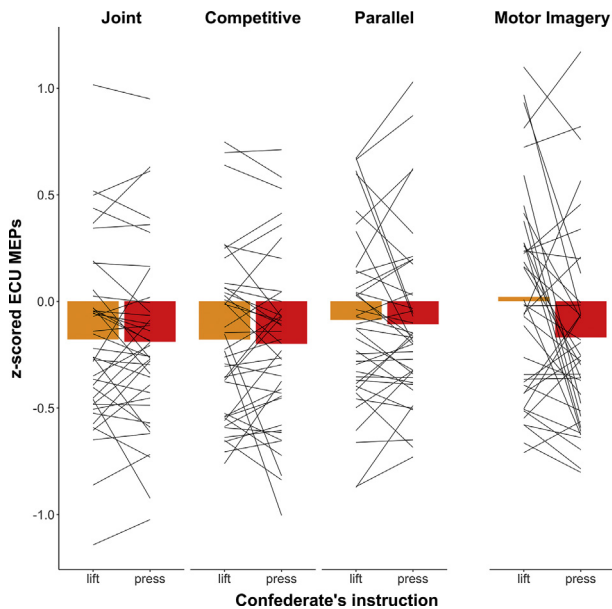 Joint Competitive Parallel Motor Imagery
z-scored ECU MEPs
1.0
0.5
0.0
-0.5
-1.0
lift press lift press lift press lift press
Confederate's instruction